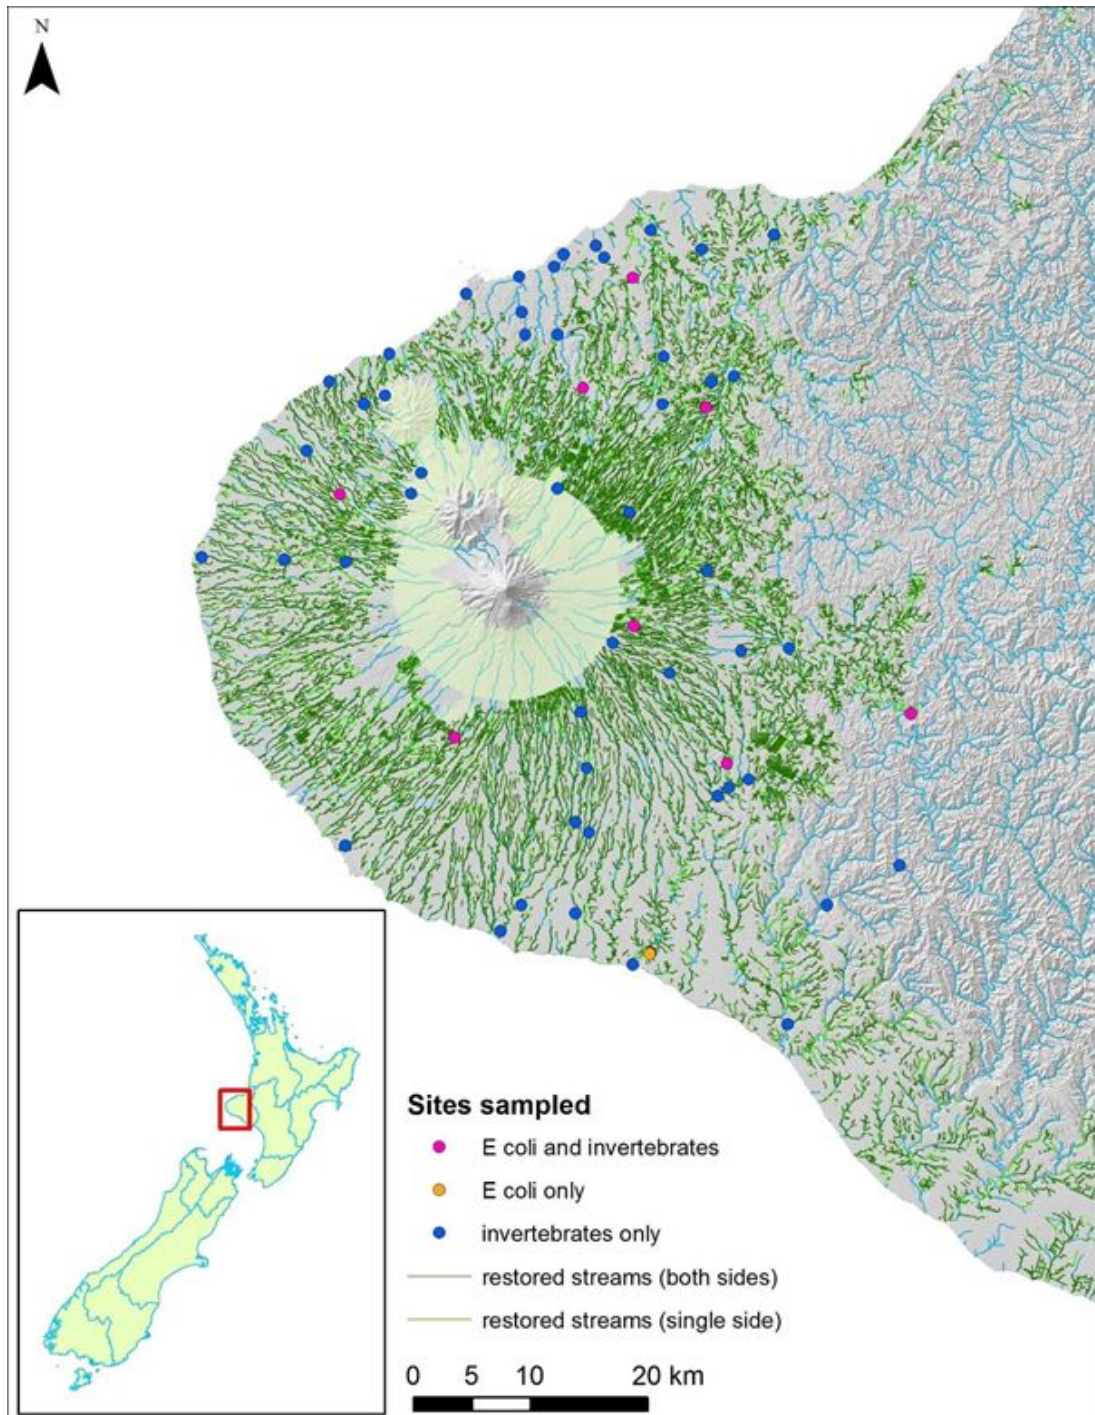 N
Sites sampled
E coli and invertebrates
E coli only
invertebrates only
restored streams (both sides)
restored streams (single side)
0 5 10 20 km